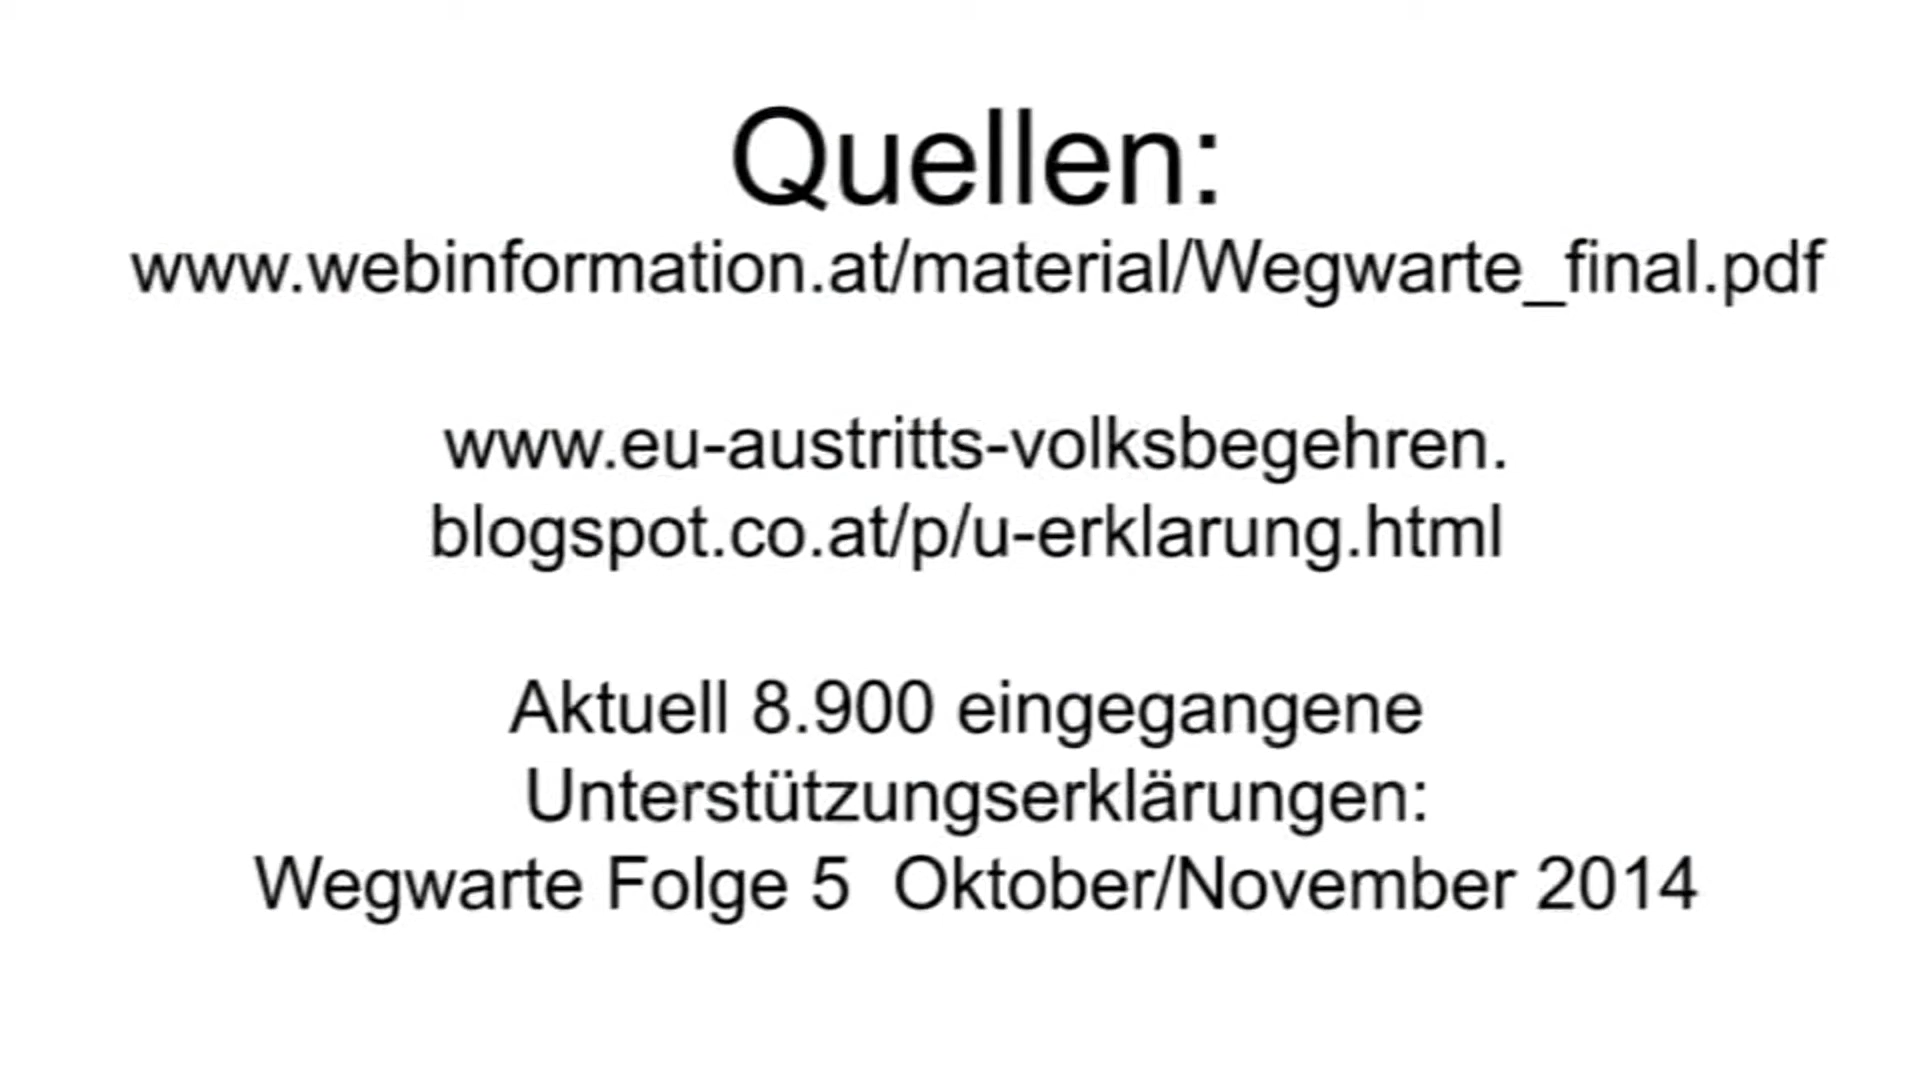 Quellen:
www.webinformation.at/material/Wegwarte_final.pdf
www.eu-austritts-volksbegehren.
blogspot.co.at/p/u-erklarung.html
Aktuell 8.900 eingegangene
Unterstützungserklärungen:
Wegwarte Folge 5  Oktober/November 2014